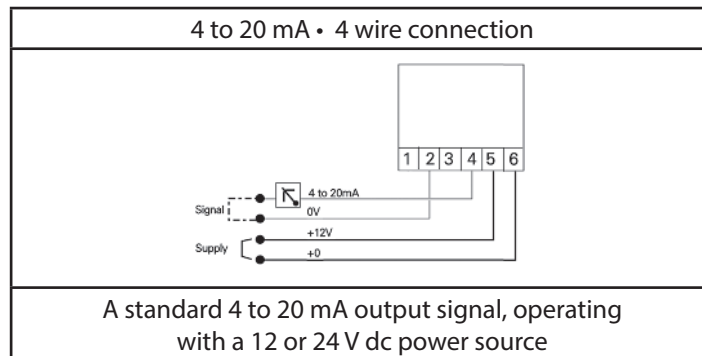 4 to 20 mA • 4 wire connection
1 2 3 4 5 6
4 to 20mA
Signal
0V
+12V
Supply
+0
A standard 4 to 20 mA output signal, operating
with a 12 or 24 V dc power source